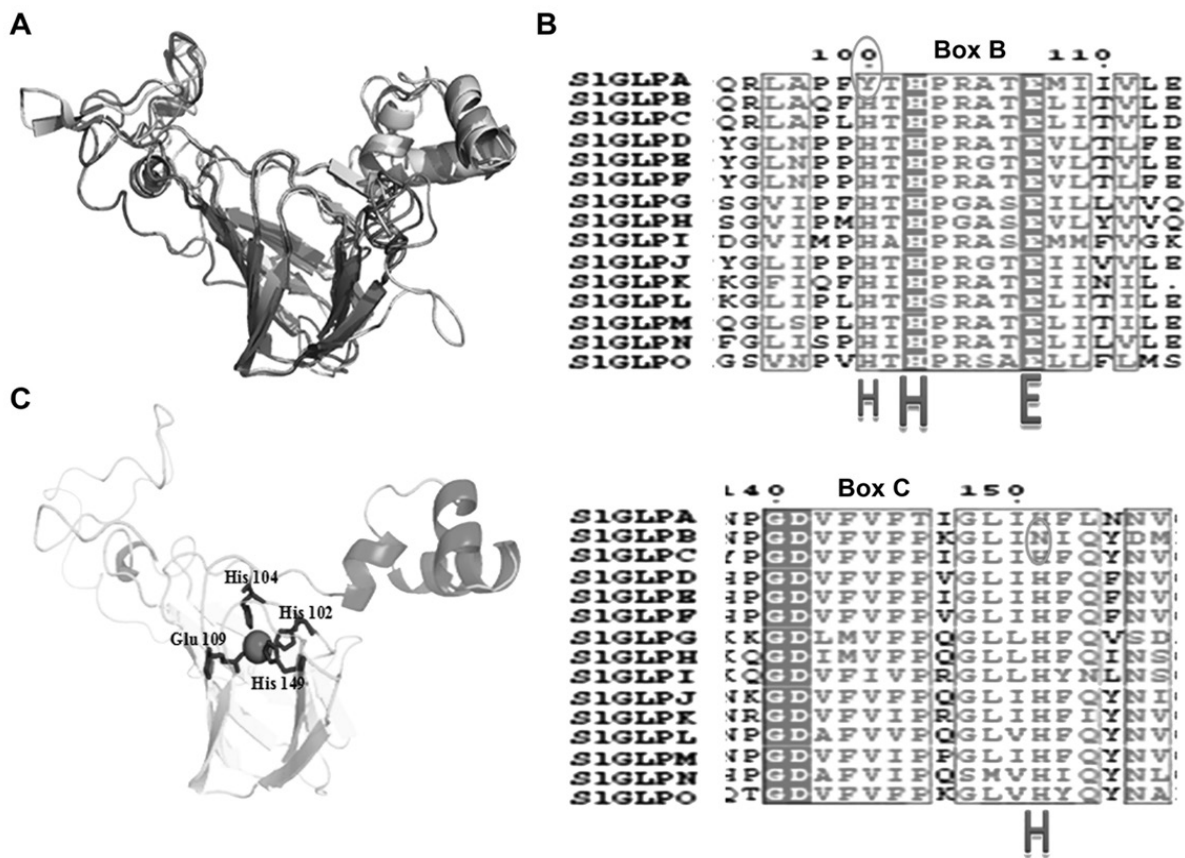 A
B
100 Box B 110
SlGLPA QRLAPFYTHPRATEMIIVLE
SlGLPB QRLAQFHTHPRATELITVLE
SlGLPC QRLAPLHTHPRATELITVLD
SlGLPD YGLNPPHTHPRATEVLTLFE
SlGLPE YGLNPPHTHPRGTEVLTVLE
SlGLPF YGLNPPHTHPRATEVLTLFE
SlGLPG SGVIPFHTHPGASEILLVVQ
SlGLPH SGVIPMHTHPGASEVLYVVQ
SlGLPI DGVIMPHAHPRASEMMFVGK
SlGLPJ YGLIPPHTHPRGTEIIVVLE
SlGLPK KGFIQFHIHPRATEIINIL.
SlGLPL KGLIPLHTHSRATELITILE
SlGLPM QGLSPLHTHPRATELITILE
SlGLPN FGLISPHIHPRATEILLVLE
SlGLPO GSVNPVHTHPRSAELLFLMS
H H E
C
His 104
His 102
Glu 109
His 149
140 Box C 150
SlGLPA NPGDVFVFTIGLIHFLNNV
SlGLPB NPGDVFVFPKGLINIQYDM
SlGLPC YPGDVFVFPIGLIHFQYNV
SlGLPD HPGDVFVFPVGLIHFQFNV
SlGLPE HPGDVFVFPIGLIHFQFNV
SlGLPF HPGDVFVFPVGLIHFQFNV
SlGLPG KKGDLMVFPQGLLHFQVSD
SlGLPH KQGDIMVFPQGLLHFQINS
SlGLPI KQGDVFIVPRGLLHYNLNS
SlGLPJ NKGDVFVFPQGLIHFQYNI
SlGLPK NRGDVFVIPRGLIHFIYNV
SlGLPL NPGDAFVVPQGLVHFQYNV
SlGLPM NPGDVFVIPPGLIHFQYNV
SlGLPN HPGDAFVIPQSMVHIQYNL
SlGLPO QTGDVFVFPKGLVHYQYNA
H